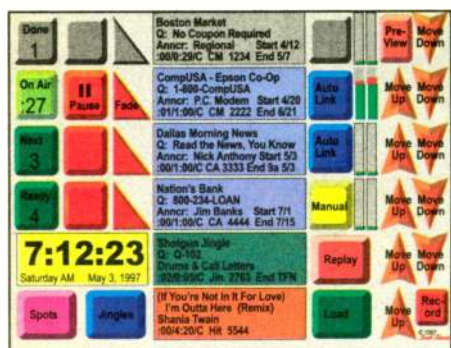 Done
1
Boston Market
Q: No Coupon Required
Anncr: Regional Start 4/12
:00/0:29/C CM 1234 End 5/7
Pre-
View
Move
Down
On Air
:27
Pause
Fade
CompUSA - Epson Co-Op
Q: 1-800-CompUSA
Anncr: P.C. Modem Start 4/20
:01/1:00/C CM 2222 End 6/21
Auto
Link
Move
Up
Move
Down
Next
3
Dallas Morning News
Q: Read the News, You Know
Anncr: Nick Anthony Start 5/3
:00/1:00/C CA 3333 End 9a 5/3
Auto
Link
Move
Up
Move
Down
Ready
4
Nation's Bank
Q: 800-234-LOAN
Anncr: Jim Banks Start 7/1
:00/1:00/C CA 4444 End 7/15
Manual
Move
Up
Move
Down
7:12:23
Saturday AM May 3, 1997
Shotgun Jingle
Q: Q-102
Drums & Call Letters
:02/0:05/C Jin 2763 End TFN
Replay
Move
Up
Move
Down
Spots
Jingles
(If You're Not In It For Love)
I'm Outta Here (Remix)
Shania Twain
:00/4:20/C Hit 5544
Load
Move
Up
Rec-
ord